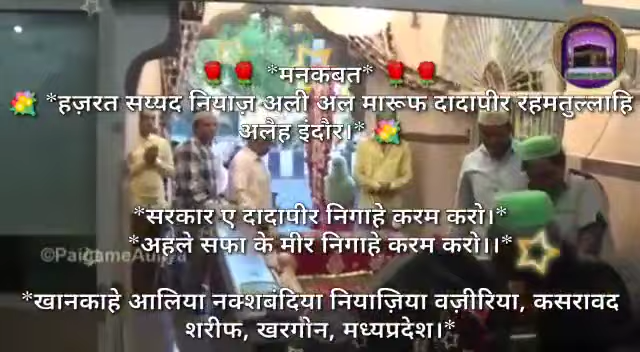 🌹🌹 *मनकबत* 🌹🌹
💐 *हज़रत सय्यद नियाज़ अली अल मारूफ दादापीर रहमतुल्लाहि
अलैह इंदौर।* 💐
*सरकार ए दादापीर निगाहे करम करो।*
*अहले सफा के मीर निगाहे करम करो।।*
*खानकाहे आलिया नक्शबंदिया नियाज़िया वज़ीरिया, कसरावद
शरीफ, खरगोन, मध्यप्रदेश।*